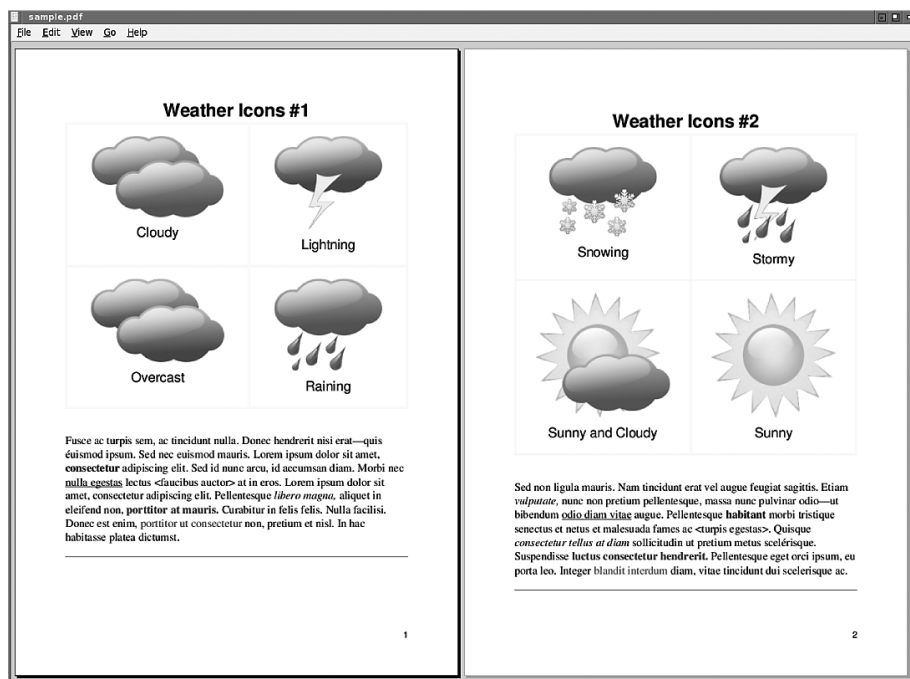 sample.pdf
File Edit View Go Help
Weather Icons #1
Cloudy
Lightning
Overcast
Raining
Fusce ac turpis sem, ac tincidunt nulla. Donec hendrerit nisi erat—quis
éuismod ipsum. Sed nec euismod mauris. Lorem ipsum dolor sit amet,
consectetur adipiscing elit. Sed id nunc arcu, id accumsan diam. Morbi nec
nulla egestas lectus <faucibus auctor> at in eros. Lorem ipsum dolor sit
amet, consectetur adipiscing elit. Pellentesque libero magna, aliquet in
eleifend non, porttitor at mauris. Curabitur in felis felis. Nulla facilisi.
Donec est enim, porttitor ut consectetur non, pretium et nisl. In hac
habitasse platea dictumst.
1
Weather Icons #2
Snowing
Stormy
Sunny and Cloudy
Sunny
Sed non ligula mauris. Nam tincidunt erat vel augue feugiat sagittis. Etiam
vulputate, nunc non pretium pellentesque, massa nunc pulvinar odio—ut
bibendum odio diam vitae augue. Pellentesque habitant morbi tristique
senectus et netus et malesuada fames ac <turpis egestas>. Quisque
consectetur tellus at diam sollicitudin ut pretium metus scelérisque.
Suspendisse luctus consectetur hendrerit. Pellentesque eget orci ipsum, eu
porta leo. Integer blandit interdum diam, vitae tincidunt dui scelerisque ac.
2